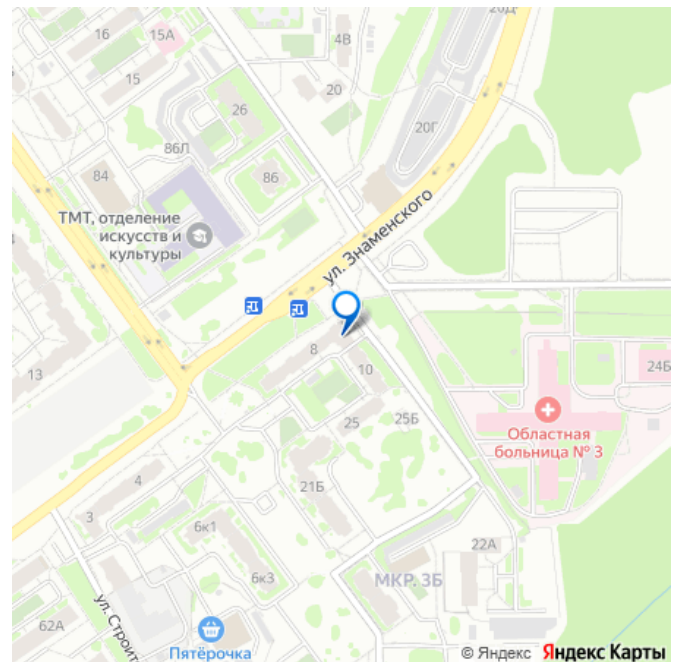 20Д
16
15А
4В
15
20
26
20Г
86Л
84
86
ТМТ, отделение
искусств и
культуры
ул. Знаменского
8
13
10
24Б
25
25Б
Областная
больница № 3
21Б
4
3
6к1
22А
6к3
МКР. 3Б
ул. Строит
62А
Пятёрочка
© Яндекс Яндекс Карты